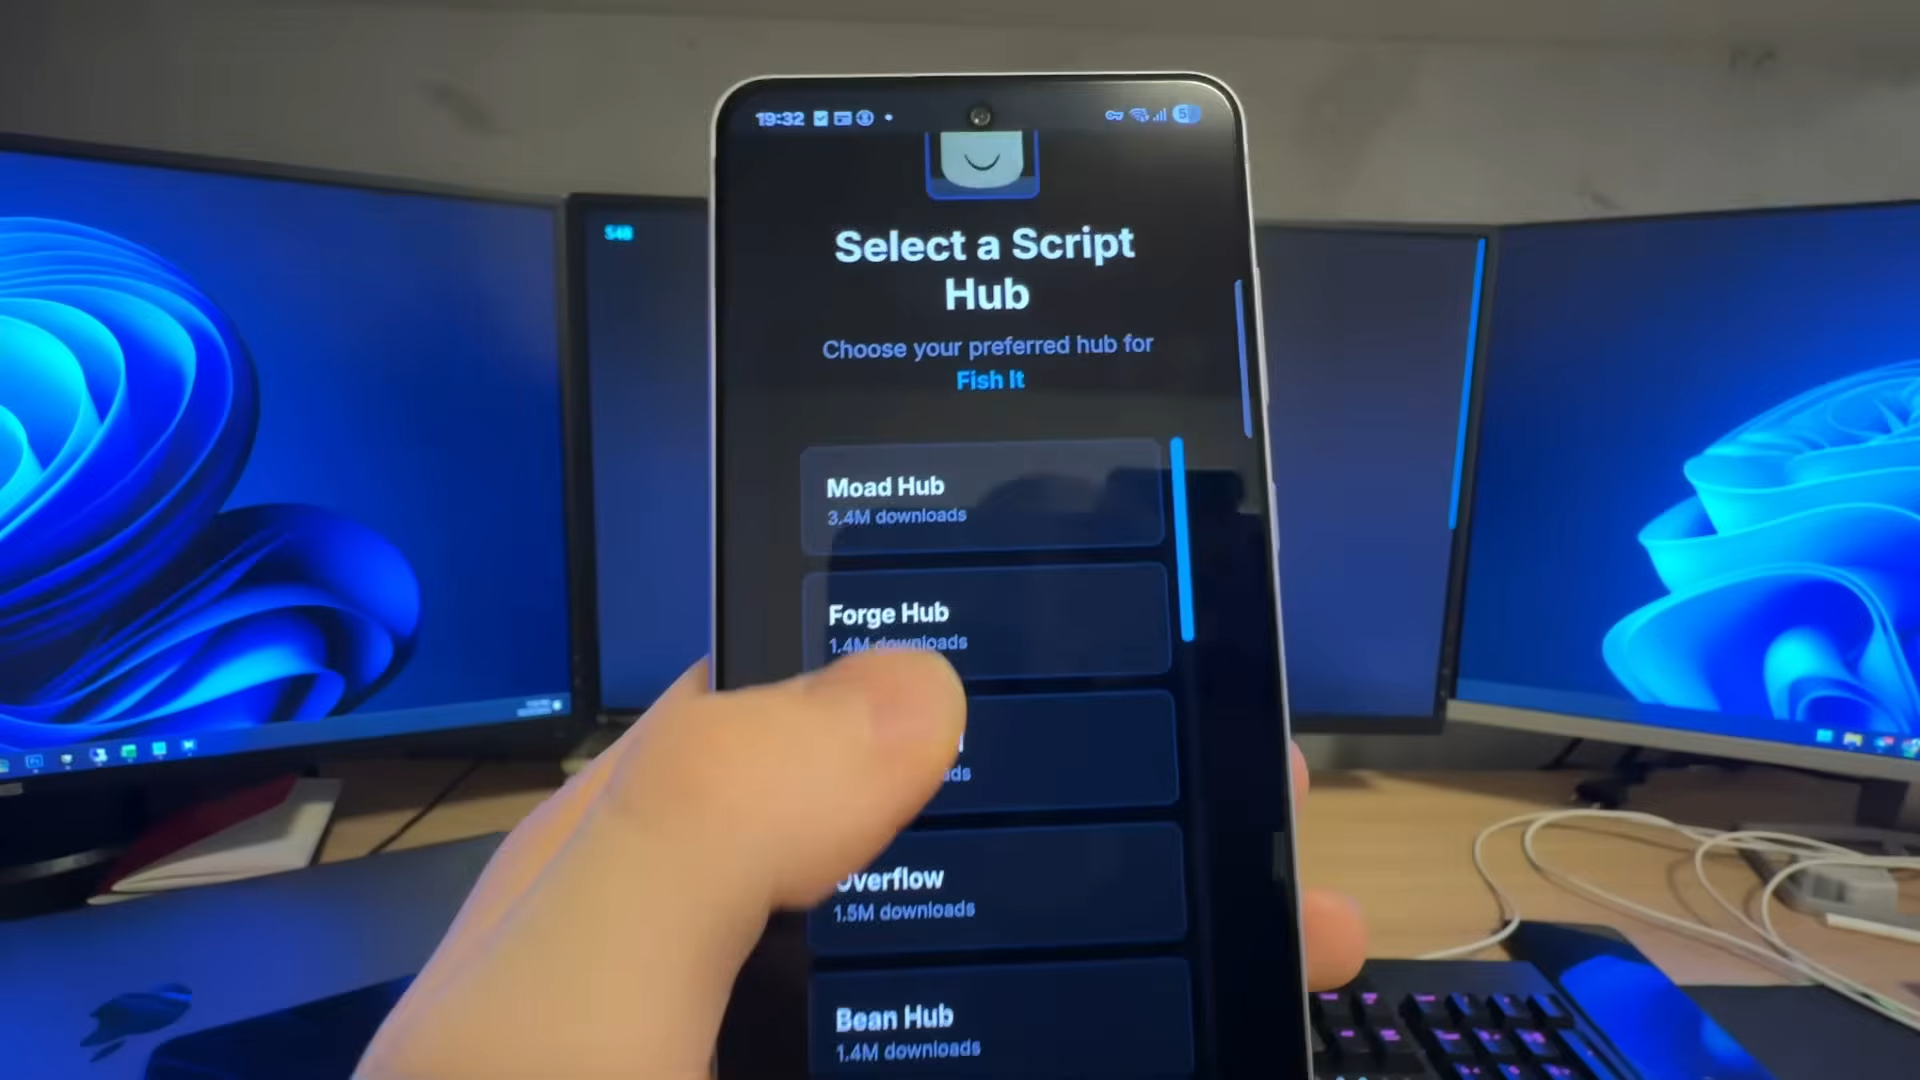 19:32
548
Select a Script
Hub
Choose your preferred hub for
Fish It
Moad Hub
3.4M downloads
Forge Hub
1.4M downloads
Overflow
1.5M downloads
Bean Hub
1.4M downloads